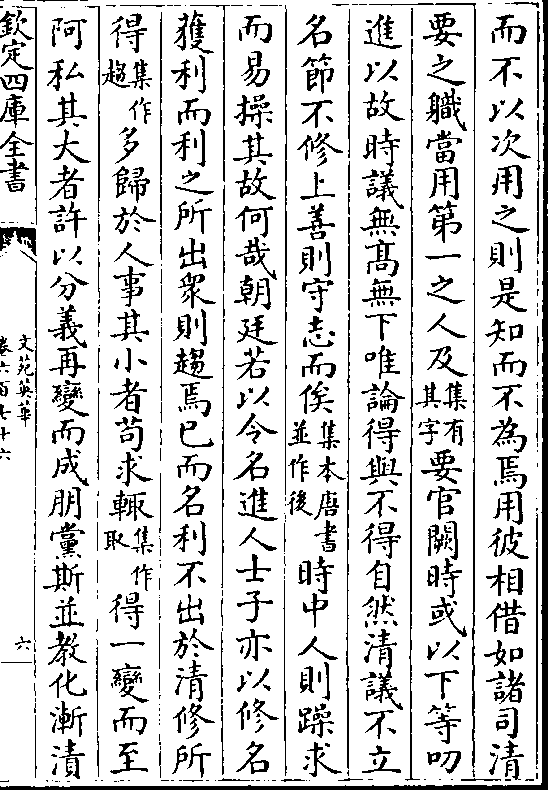 而不以次用之則是知而不為焉用彼相借如諸司清
要之職當用第一之人及集有其字要官闕時或以下等叨
進以故時議無髙無下唯論得與不得自然清議不立
名節不修上善則守志而俟集本唐書並作後時中人則躁求
而易操其故何哉朝廷若以令名進人士子亦以修名
獲利而利之所出衆則趨焉已而名利不出於清修所
得集作趨多歸於人事其小者苟求輙集作取得一變而至
阿私其大者許以分義再變而成朋黨斯並教化漸漬
欽定四庫全書
文苑英華
卷六百七十六
六